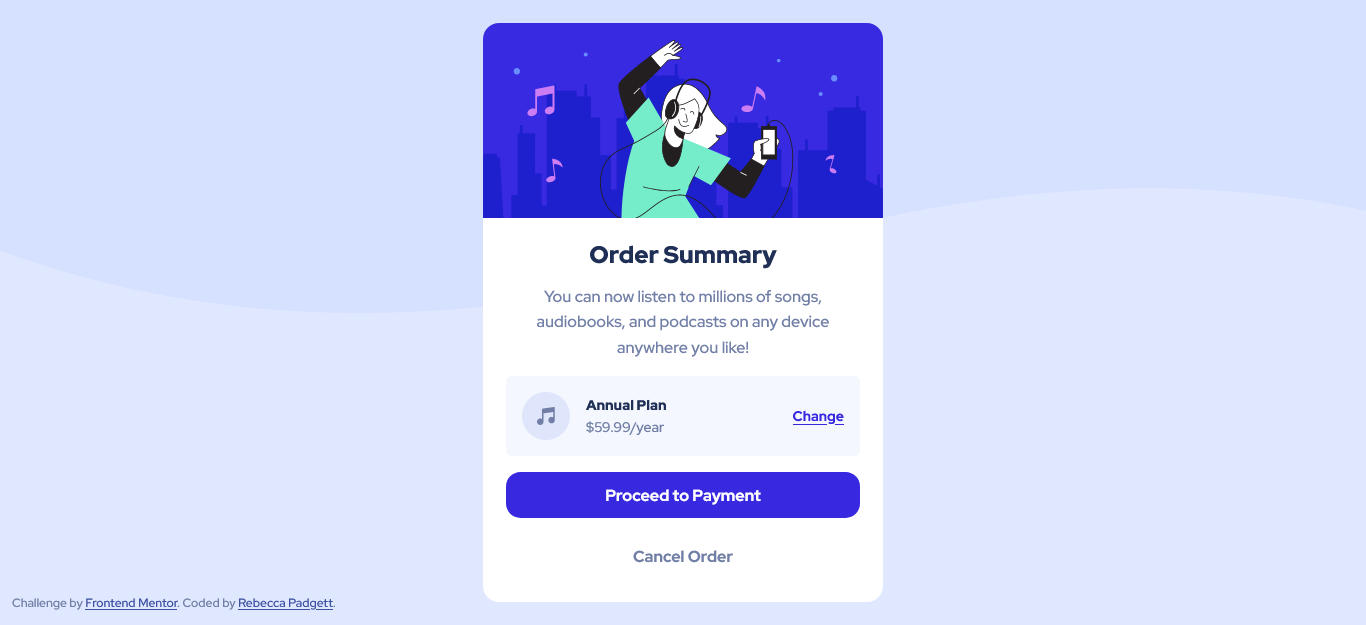 Order Summary
You can now listen to millions of songs,
audiobooks, and podcasts on any device
anywhere you like!
Annual Plan
$59.99/year
Change
Proceed to Payment
Cancel Order
Challenge by Frontend Mentor. Coded by Rebecca Padgett.